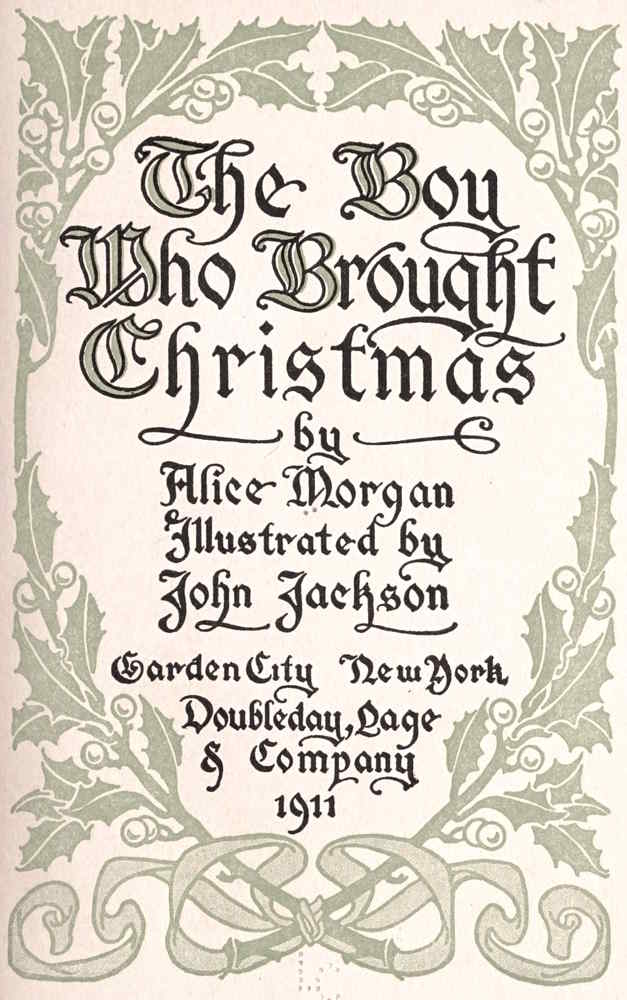 The Boy
Who Brought
Christmas
by
Alice Morgan
Illustrated by
John Jackson
Garden City New York
Doubleday, Page
& Company
1911